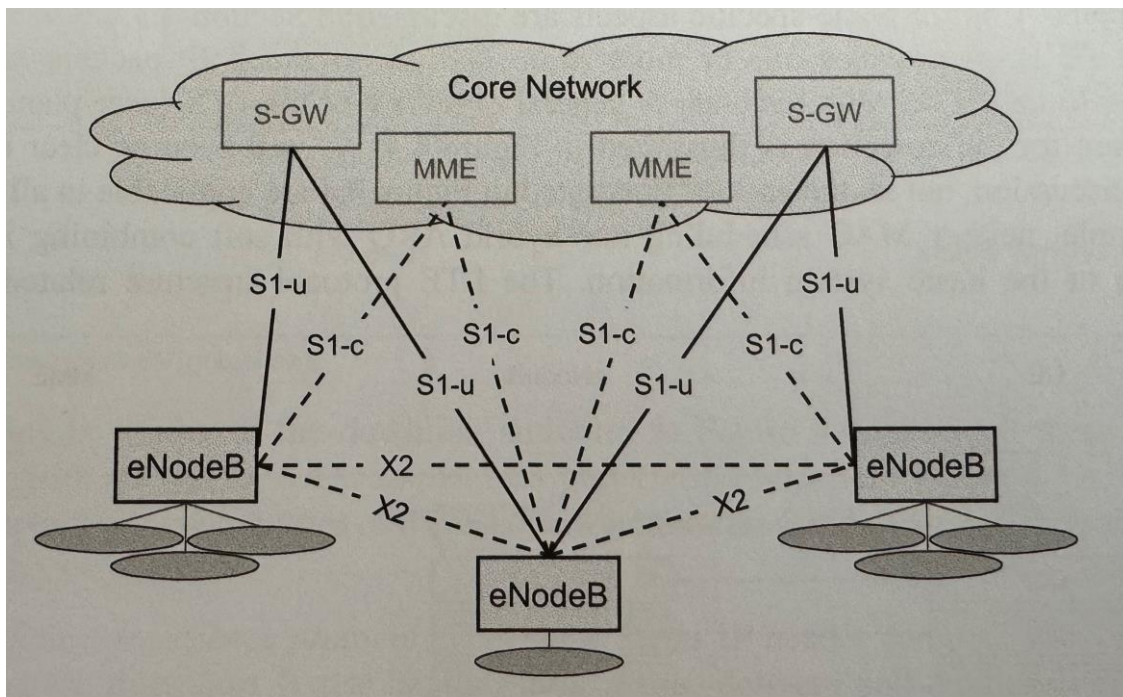 Core Network
S-GW
S-GW
MME
MME
S1-u
S1-u
S1-c
S1-c
S1-c
S1-c
S1-u
S1-u
eNodeB
eNodeB
X2
X2
X2
eNodeB